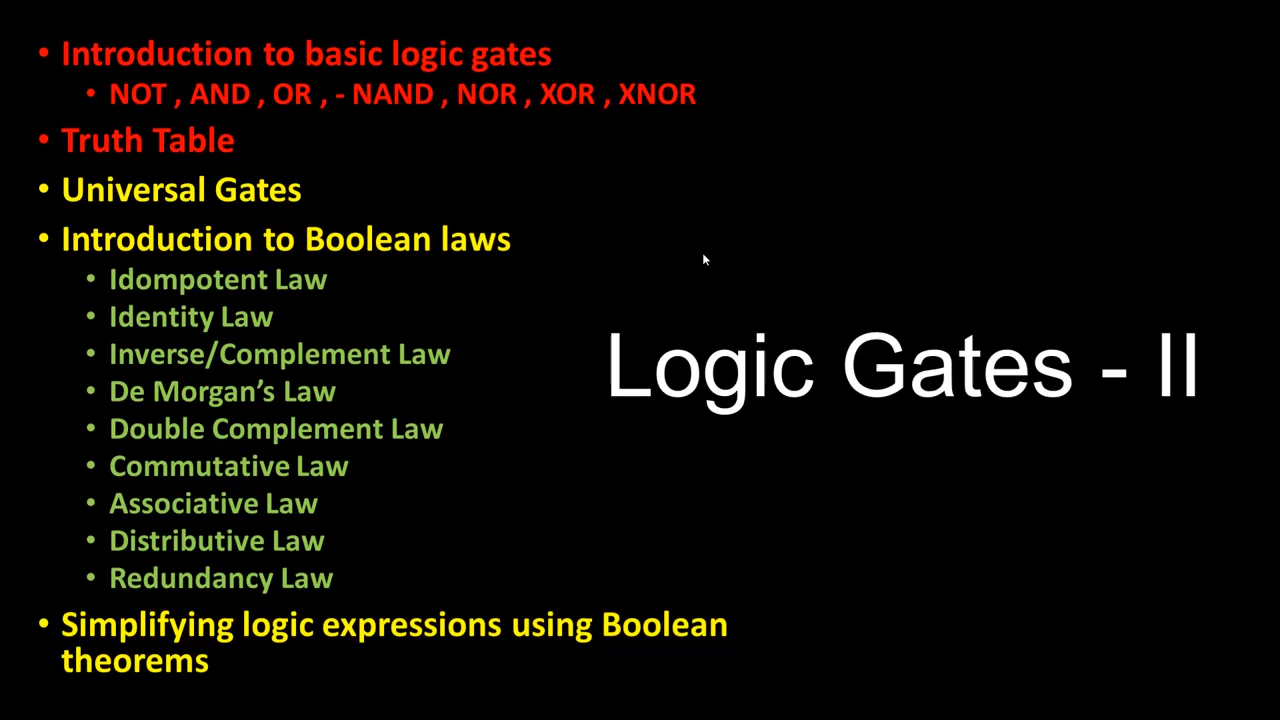 • Introduction to basic logic gates
• NOT , AND , OR , - NAND , NOR , XOR , XNOR
• Truth Table
• Universal Gates
• Introduction to Boolean laws
• Idompotent Law
• Identity Law
• Inverse/Complement Law
• De Morgan’s Law
• Double Complement Law
• Commutative Law
• Associative Law
• Distributive Law
• Redundancy Law
• Simplifying logic expressions using Boolean
theorems
Logic Gates - II